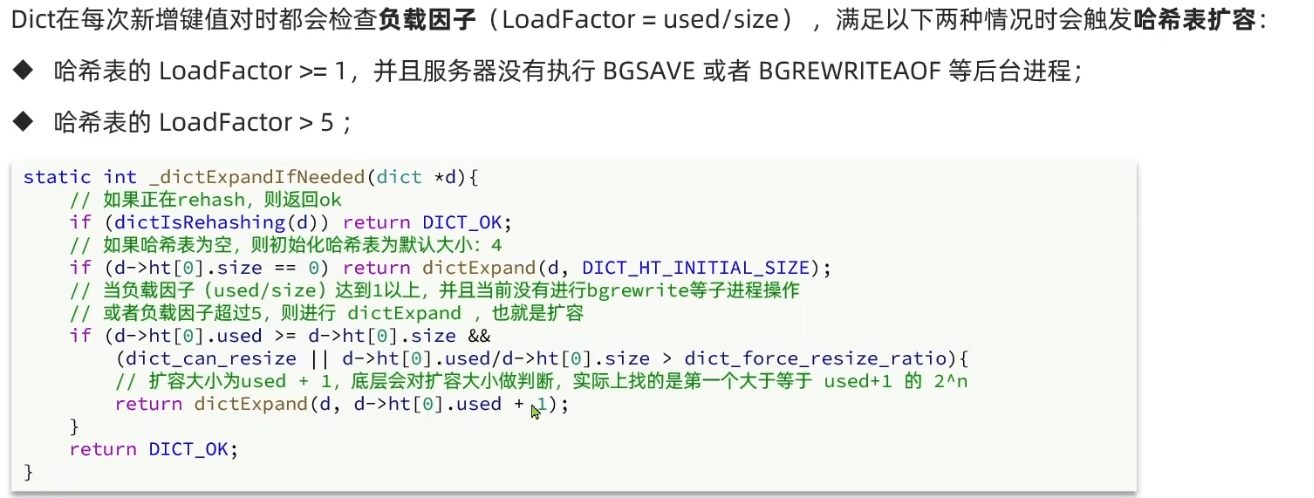 Dict在每次新增键值对时都会检查负载因子（LoadFactor = used/size），满足以下两种情况时会触发哈希表扩容：
◆ 哈希表的 LoadFactor >= 1，并且服务器没有执行 BGSAVE 或者 BGREWRITEAOF 等后台进程；
◆ 哈希表的 LoadFactor > 5 ；
static int _dictExpandIfNeeded(dict *d){
    // 如果正在rehash，则返回ok
    if (dictIsRehashing(d)) return DICT_OK;
    // 如果哈希表为空，则初始化哈希表为默认大小：4
    if (d->ht[0].size == 0) return dictExpand(d, DICT_HT_INITIAL_SIZE);
    // 当负载因子（used/size）达到1以上，并且当前没有进行bgrewrite等子进程操作
    // 或者负载因子超过5，则进行 dictExpand ，也就是扩容
    if (d->ht[0].used >= d->ht[0].size &&
        (dict_can_resize || d->ht[0].used/d->ht[0].size > dict_force_resize_ratio){
        // 扩容大小为used + 1，底层会对扩容大小做判断，实际上找的是第一个大于等于 used+1 的 2^n
        return dictExpand(d, d->ht[0].used + 1);
    }
    return DICT_OK;
}